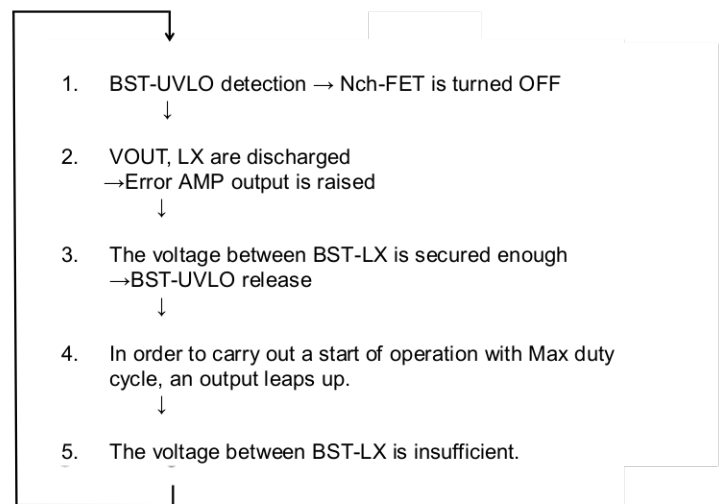 1. BST-UVLO detection → Nch-FET is turned OFF
↓
2. VOUT, LX are discharged
→Error AMP output is raised
↓
3. The voltage between BST-LX is secured enough
→BST-UVLO release
↓
4. In order to carry out a start of operation with Max duty
cycle, an output leaps up.
↓
5. The voltage between BST-LX is insufficient.